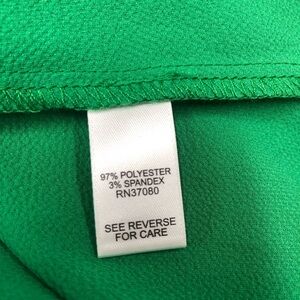 97% POLYESTER
3% SPANDEX
RN37080
SEE REVERSE
FOR CARE